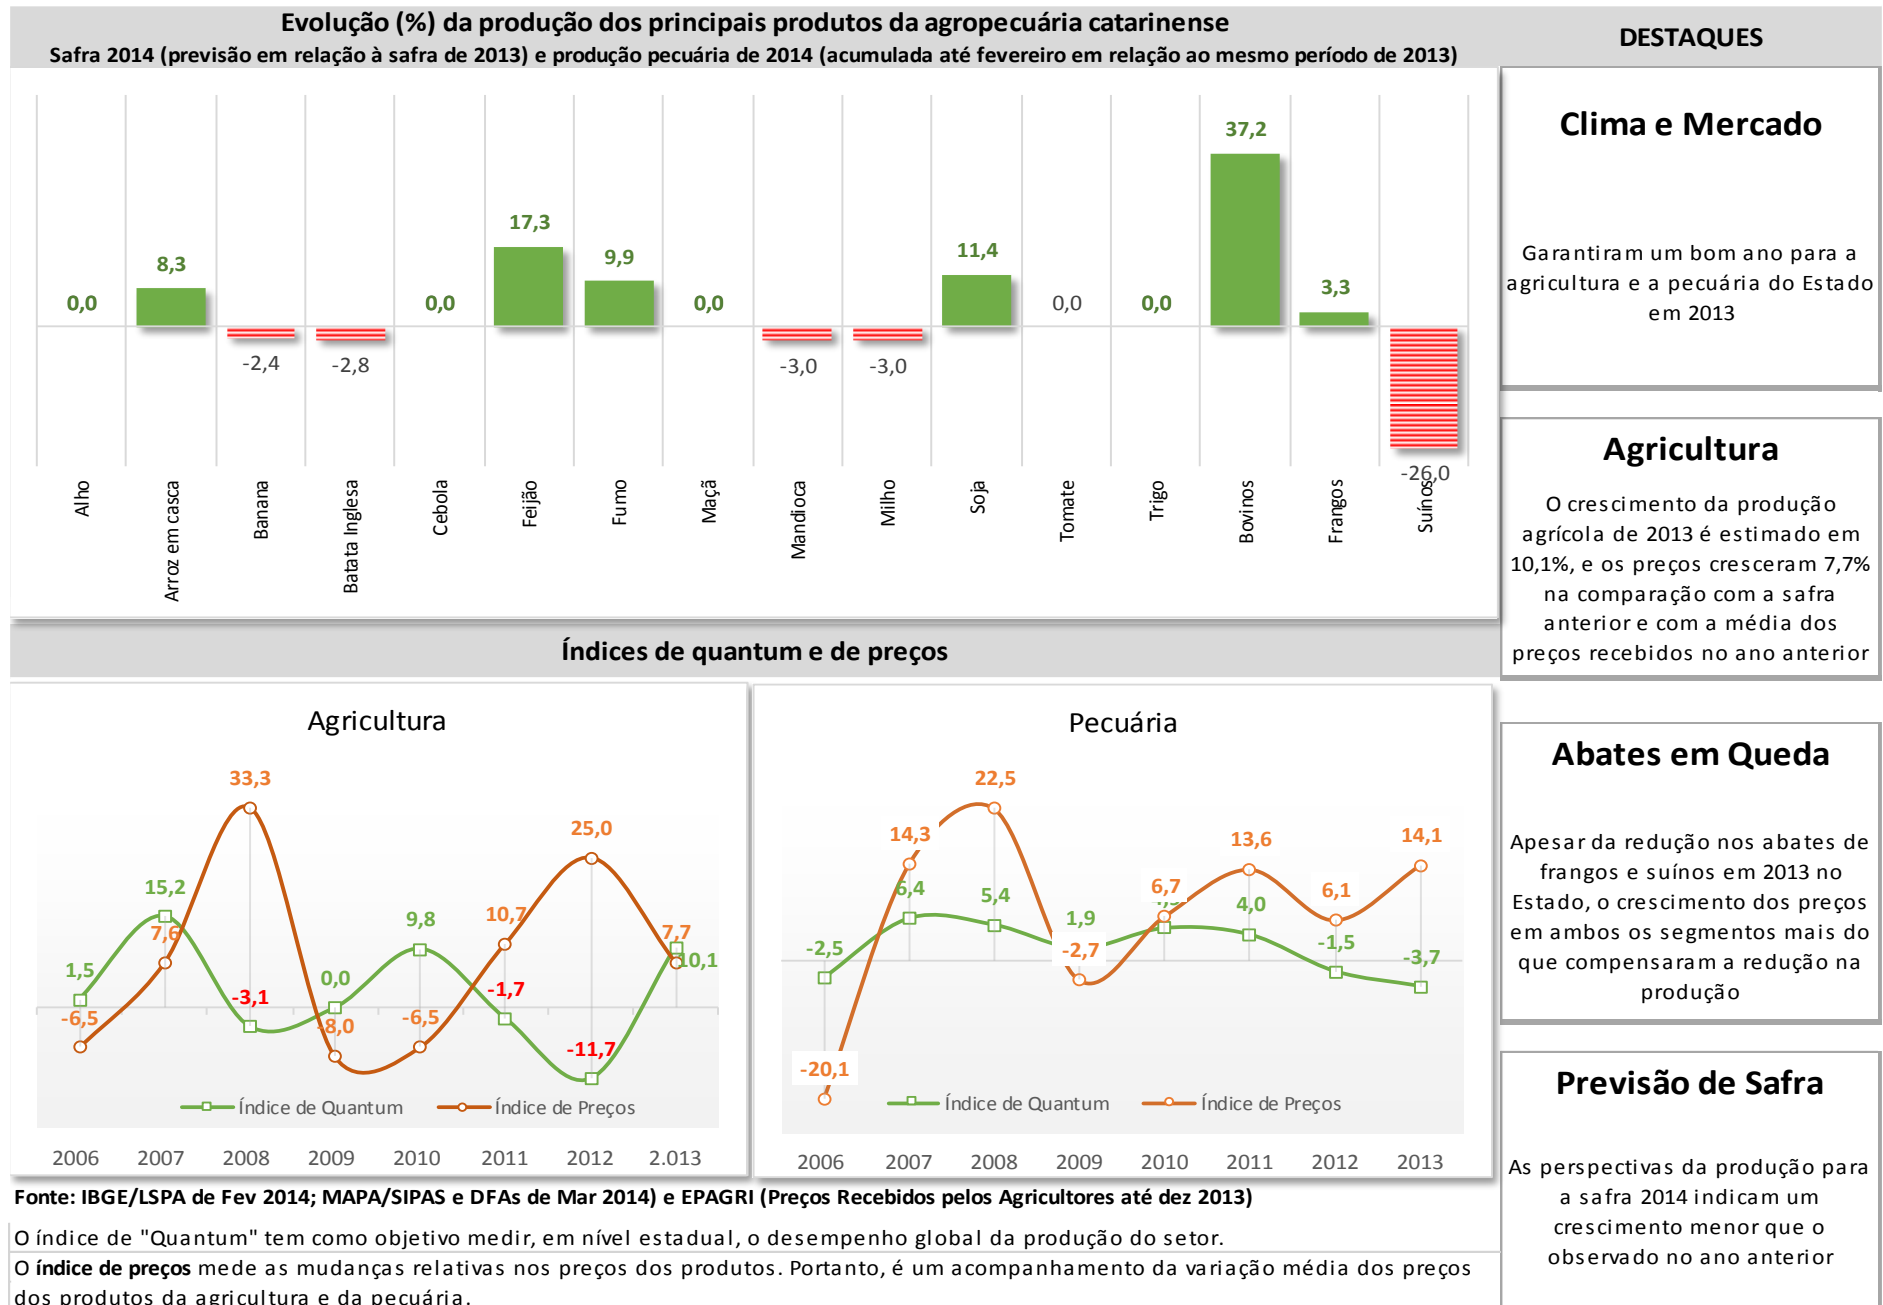 Evolução (%) da produção dos principais produtos da agropecuária catarinense
Safra 2014 (previsão em relação à safra de 2013) e produção pecuária de 2014 (acumulada até fevereiro em relação ao mesmo período de 2013)
0,0
8,3
-2,4
-2,8
0,0
17,3
9,9
0,0
-3,0
-3,0
11,4
0,0
0,0
37,2
3,3
-26,0
Alho
Arroz em casca
Banana
Batata Inglesa
Cebola
Feijão
Fumo
Maçã
Mandioca
Milho
Soja
Tomate
Trigo
Bovinos
Frangos
Suínos
Índices de quantum e de preços
Agricultura
33,3
25,0
15,2
7,6
10,7
9,8
7,7
10,1
1,5
-6,5
-3,1
0,0
-8,0
-6,5
-1,7
-11,7
Índice de Quantum
Índice de Preços
2006
2007
2008
2009
2010
2011
2012
2.013
Pecuária
22,5
14,3
6,4
5,4
1,9
-2,7
6,7
13,6
4,0
6,1
-1,5
14,1
-3,7
-2,5
-20,1
Índice de Quantum
Índice de Preços
2006
2007
2008
2009
2010
2011
2012
2013
Fonte: IBGE/LSPA de Fev 2014; MAPA/SIPAS e DFAs de Mar 2014) e EPAGRI (Preços Recebidos pelos Agricultores até dez 2013)
O índice de "Quantum" tem como objetivo medir, em nível estadual, o desempenho global da produção do setor.
O índice de preços mede as mudanças relativas nos preços dos produtos. Portanto, é um acompanhamento da variação média dos preços
dos produtos da agricultura e da pecuária.
DESTAQUES
Clima e Mercado
Garantiram um bom ano para a
agricultura e a pecuária do Estado
em 2013
Agricultura
O crescimento da produção
agrícola de 2013 é estimado em
10,1%, e os preços cresceram 7,7%
na comparação com a safra
anterior e com a média dos
preços recebidos no ano anterior
Abates em Queda
Apesar da redução nos abates de
frangos e suínos em 2013 no
Estado, o crescimento dos preços
em ambos os segmentos mais do
que compensaram a redução na
produção
Previsão de Safra
As perspectivas da produção para
a safra 2014 indicam um
crescimento menor que o
observado no ano anterior